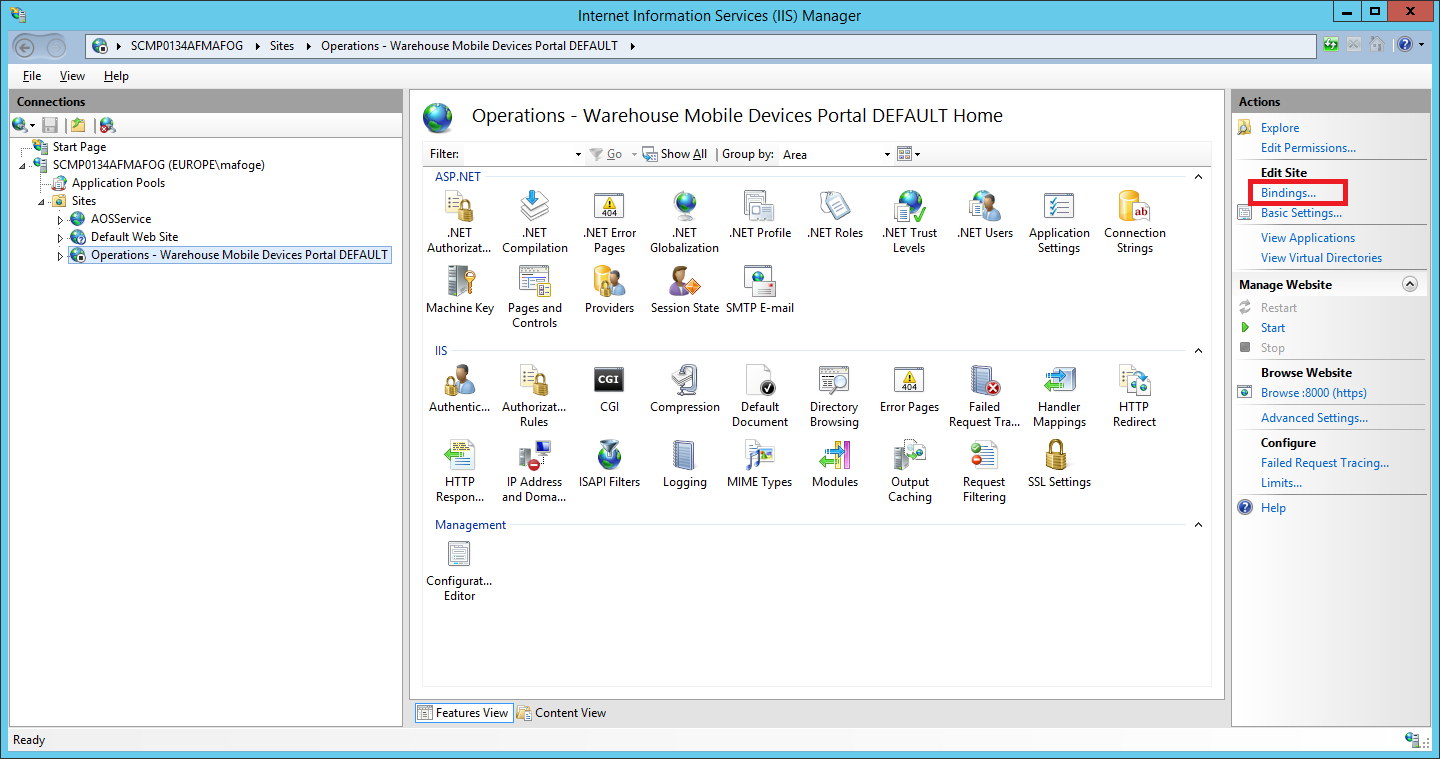 Internet Information Services (IIS) Manager
SCMP0134AFMAFOG Sites Operations - Warehouse Mobile Devices Portal DEFAULT
File View Help
Connections
Start Page
SCMP0134AFMAFOG (EUROPE\mafoge)
Application Pools
Sites
AOSService
Default Web Site
Operations - Warehouse Mobile Devices Portal DEFAULT
Operations - Warehouse Mobile Devices Portal DEFAULT Home
Filter: Go Show All Group by: Area
ASP.NET
.NET Authorizat...
.NET Compilation
.NET Error Pages
.NET Globalization
.NET Profile
.NET Roles
.NET Trust Levels
.NET Users
Application Settings
Connection Strings
Machine Key
Pages and Controls
Providers
Session State
SMTP E-mail
IIS
Authentic...
Authorizat... Rules
CGI
Compression
Default Document
Directory Browsing
Error Pages
Failed Request Tra...
Handler Mappings
HTTP Redirect
HTTP Respon...
IP Address and Doma...
ISAPI Filters
Logging
MIME Types
Modules
Output Caching
Request Filtering
SSL Settings
Management
Configurat... Editor
Features View Content View
Actions
Explore
Edit Permissions...
Edit Site
Bindings...
Basic Settings...
View Applications
View Virtual Directories
Manage Website
Restart
Start
Stop
Browse Website
Browse :8000 (https)
Advanced Settings...
Configure
Failed Request Tracing...
Limits...
Help
Ready